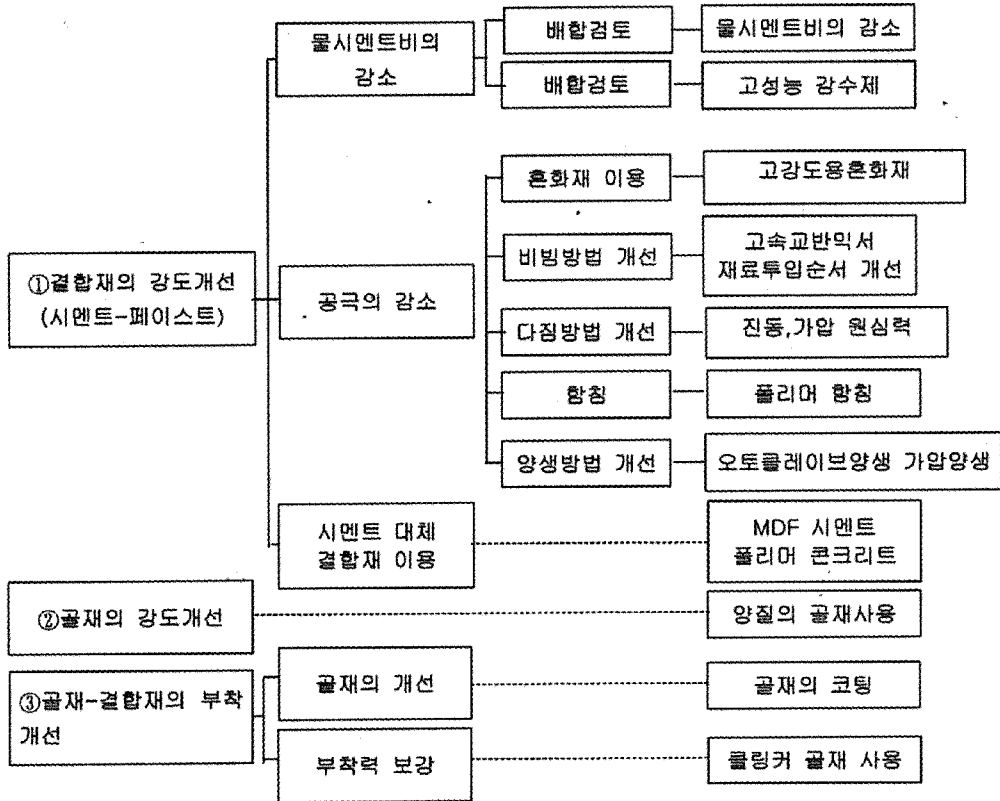 물시멘트비의
감소
배합검토
물시멘트비의 감소
배합검토
고성능 감수제
①결합재의 강도개선
(시멘트-페이스트)
공극의 감소
혼화재 이용
고강도용혼화재
비빔방법 개선
고속교반믹서
재료투입순서 개선
다짐방법 개선
진동,가압 원심력
함침
폴리머 함침
양생방법 개선
오토클레이브양생 가압양생
시멘트 대체
결합재 이용
MDF 시멘트
폴리머 콘크리트
②골재의 강도개선
양질의 골재사용
③골재-결합재의 부착
개선
골재의 개선
골재의 코팅
부착력 보강
클링커 골재 사용